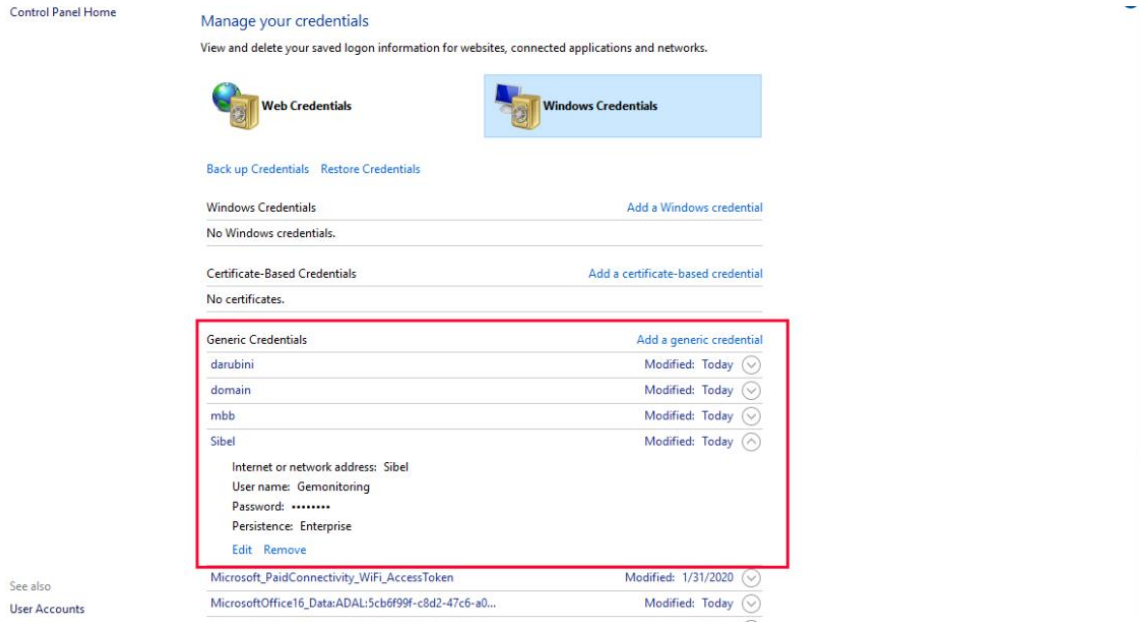 Control Panel Home
Manage your credentials
View and delete your saved logon information for websites, connected applications and networks.
Web Credentials
Windows Credentials
Back up Credentials Restore Credentials
Windows Credentials Add a Windows credential
No Windows credentials.
Certificate-Based Credentials Add a certificate-based credential
No certificates.
Generic Credentials Add a generic credential
darubini Modified: Today
domain Modified: Today
mbb Modified: Today
Sibel Modified: Today
Internet or network address: Sibel
User name: Gemonitoring
Password: ••••••••
Persistence: Enterprise
Edit Remove
Microsoft_PaidConnectivity_WiFi_AccessToken Modified: 1/31/2020
MicrosoftOffice16_Data:ADAL:5cb6f99f-c8d2-47c6-a0... Modified: Today
See also
User Accounts